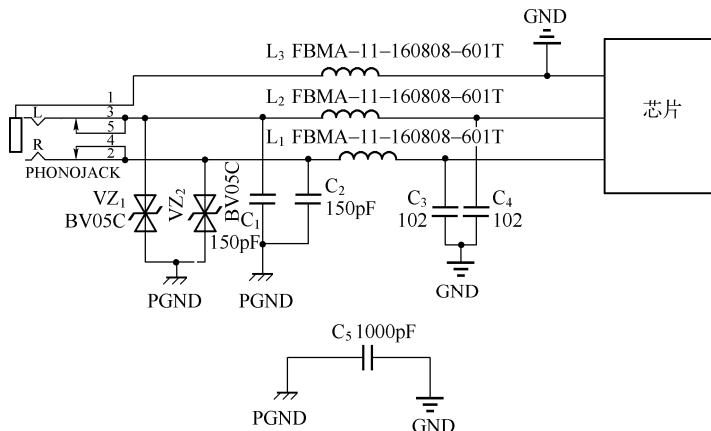 GND
L3 FBMA-11-160808-601T
L2 FBMA-11-160808-601T
L1 FBMA-11-160808-601T
芯片
1
L
3
5
4
R
2
PHONOJACK
VZ1
BV05C
VZ2
BV05C
C1
150pF
C2
150pF
C3
102
C4
102
PGND
PGND
GND
C5 1000pF
PGND
GND